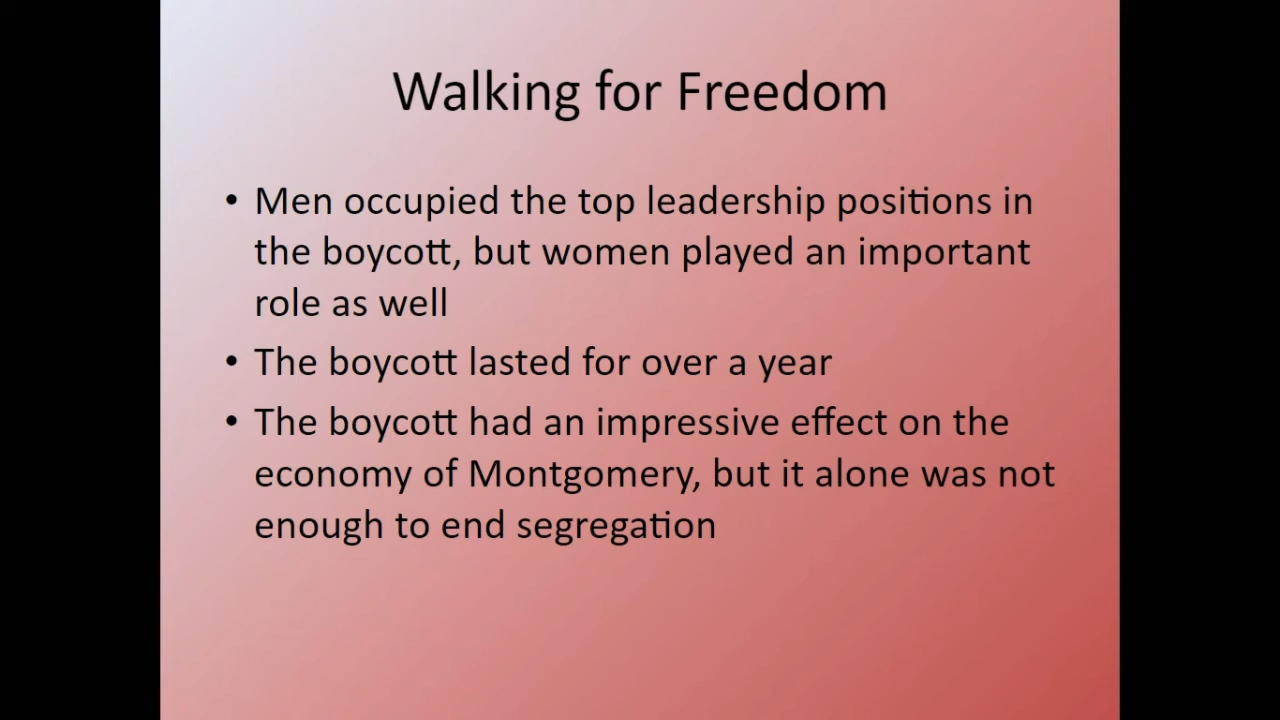 Walking for Freedom
• Men occupied the top leadership positions in
the boycott, but women played an important
role as well
• The boycott lasted for over a year
• The boycott had an impressive effect on the
economy of Montgomery, but it alone was not
enough to end segregation